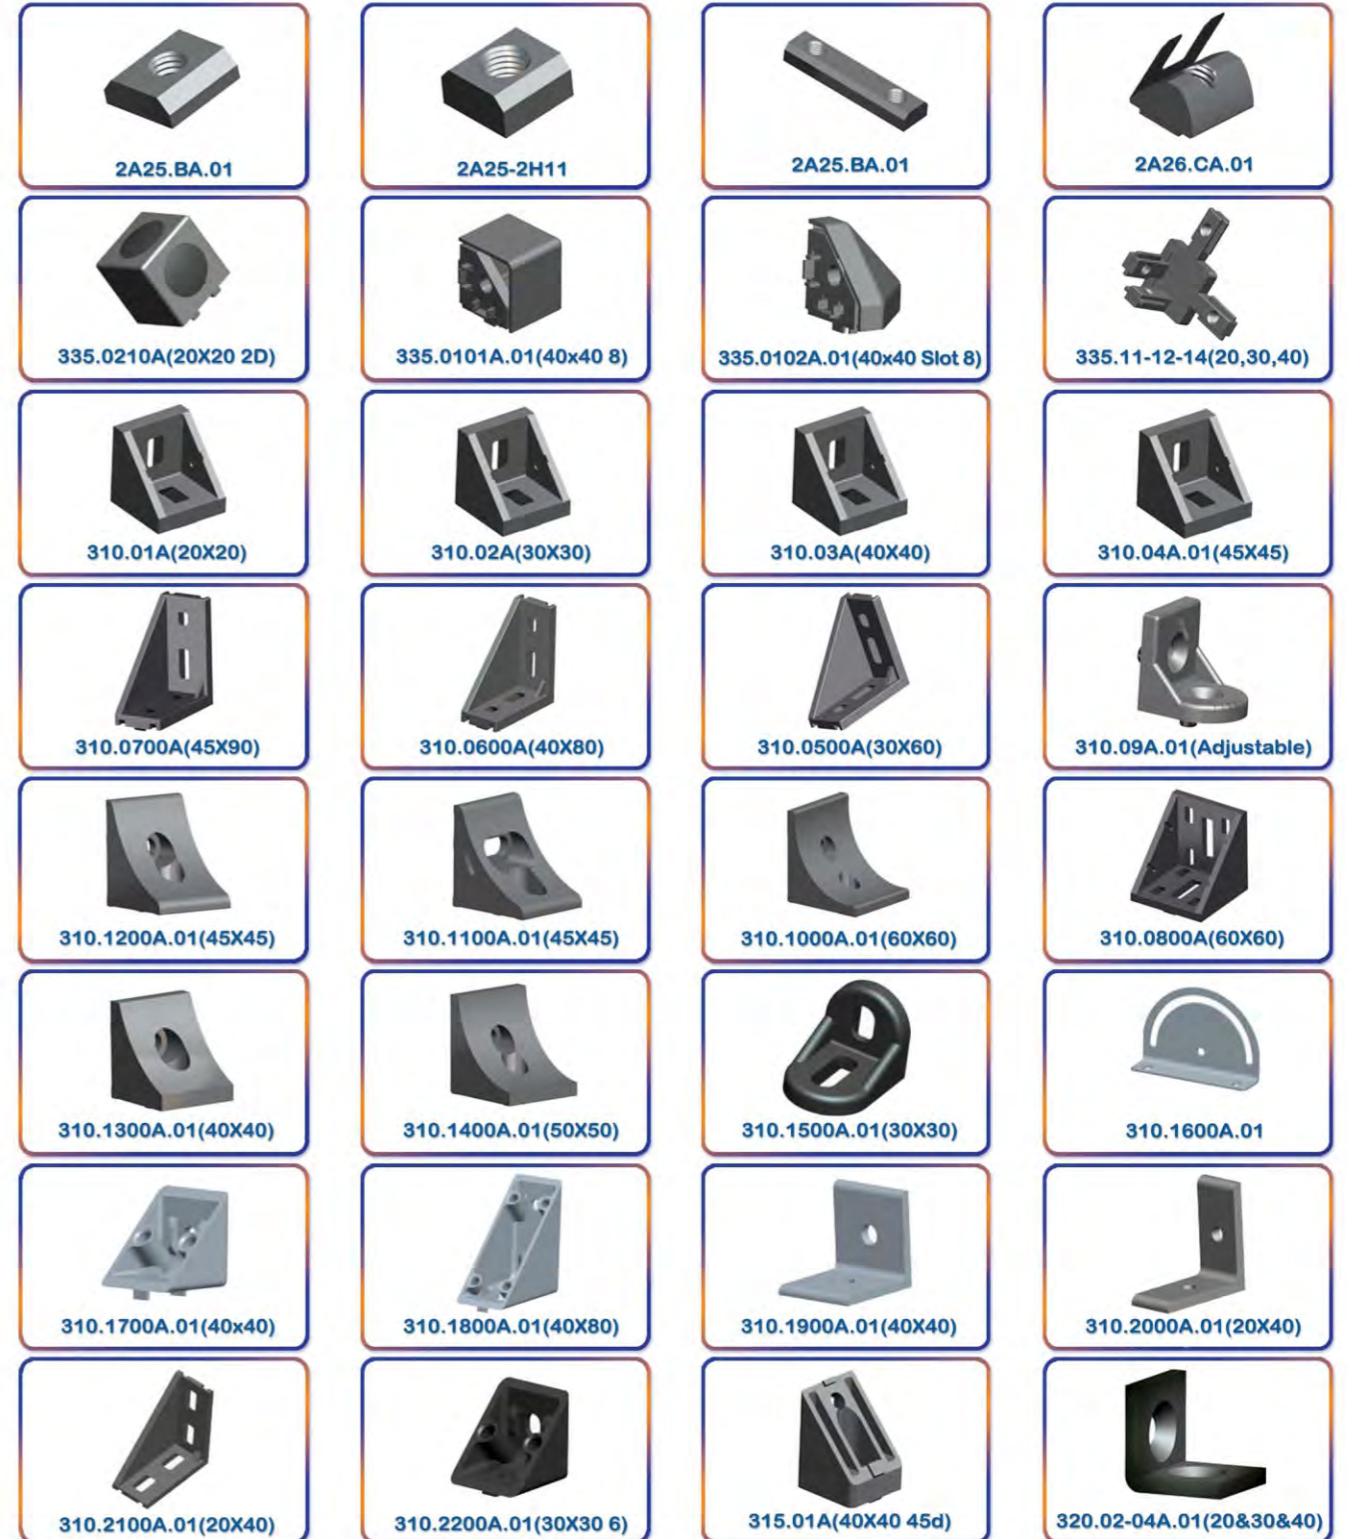 2A25.BA.01
2A25-2H11
2A25.BA.01
2A26.CA.01
335.0210A(20X20 2D)
335.0101A.01(40x40 8)
335.0102A.01(40x40 Slot 8)
335.11-12-14(20,30,40)
310.01A(20X20)
310.02A(30X30)
310.03A(40X40)
310.04A.01(45X45)
310.0700A(45X90)
310.0600A(40X80)
310.0500A(30X60)
310.09A.01(Adjustable)
310.1200A.01(45X45)
310.1100A.01(45X45)
310.1000A.01(60X60)
310.0800A(60X60)
310.1300A.01(40X40)
310.1400A.01(50X50)
310.1500A.01(30X30)
310.1600A.01
310.1700A.01(40x40)
310.1800A.01(40X80)
310.1900A.01(40X40)
310.2000A.01(20X40)
310.2100A.01(20X40)
310.2200A.01(30X30 6)
315.01A(40X40 45d)
320.02-04A.01(20&30&40)